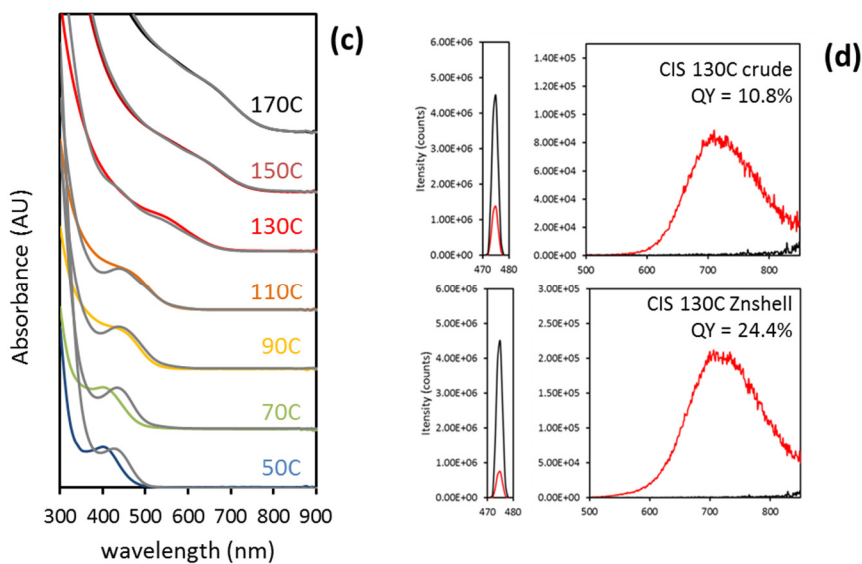 (c)
170C
150C
130C
110C
90C
70C
50C
Absorbance (AU)
300 400 500 600 700 800 900
wavelength (nm)
(d)
Itensity (counts)
6.00E+06
5.00E+06
4.00E+06
3.00E+06
2.00E+06
1.00E+06
0.00E+00
470 480
1.40E+05
1.20E+05
1.00E+05
8.00E+04
6.00E+04
4.00E+04
2.00E+04
0.00E+00
500 600 700 800
CIS 130C crude
QY = 10.8%
Itensity (counts)
6.00E+06
5.00E+06
4.00E+06
3.00E+06
2.00E+06
1.00E+06
0.00E+00
470 480
3.00E+05
2.50E+05
2.00E+05
1.50E+05
1.00E+05
5.00E+04
0.00E+00
500 600 700 800
CIS 130C Znshell
QY = 24.4%